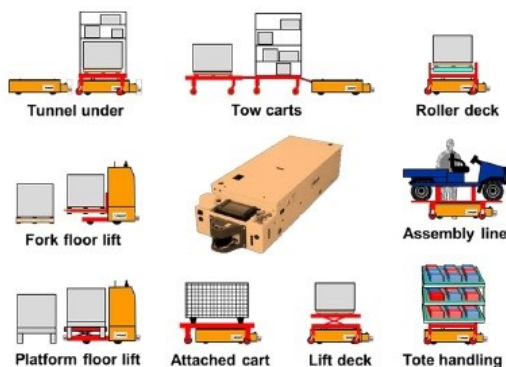 Tunnel under
Tow carts
Roller deck
Fork floor lift
Assembly line
Platform floor lift
Attached cart
Lift deck
Tote handling